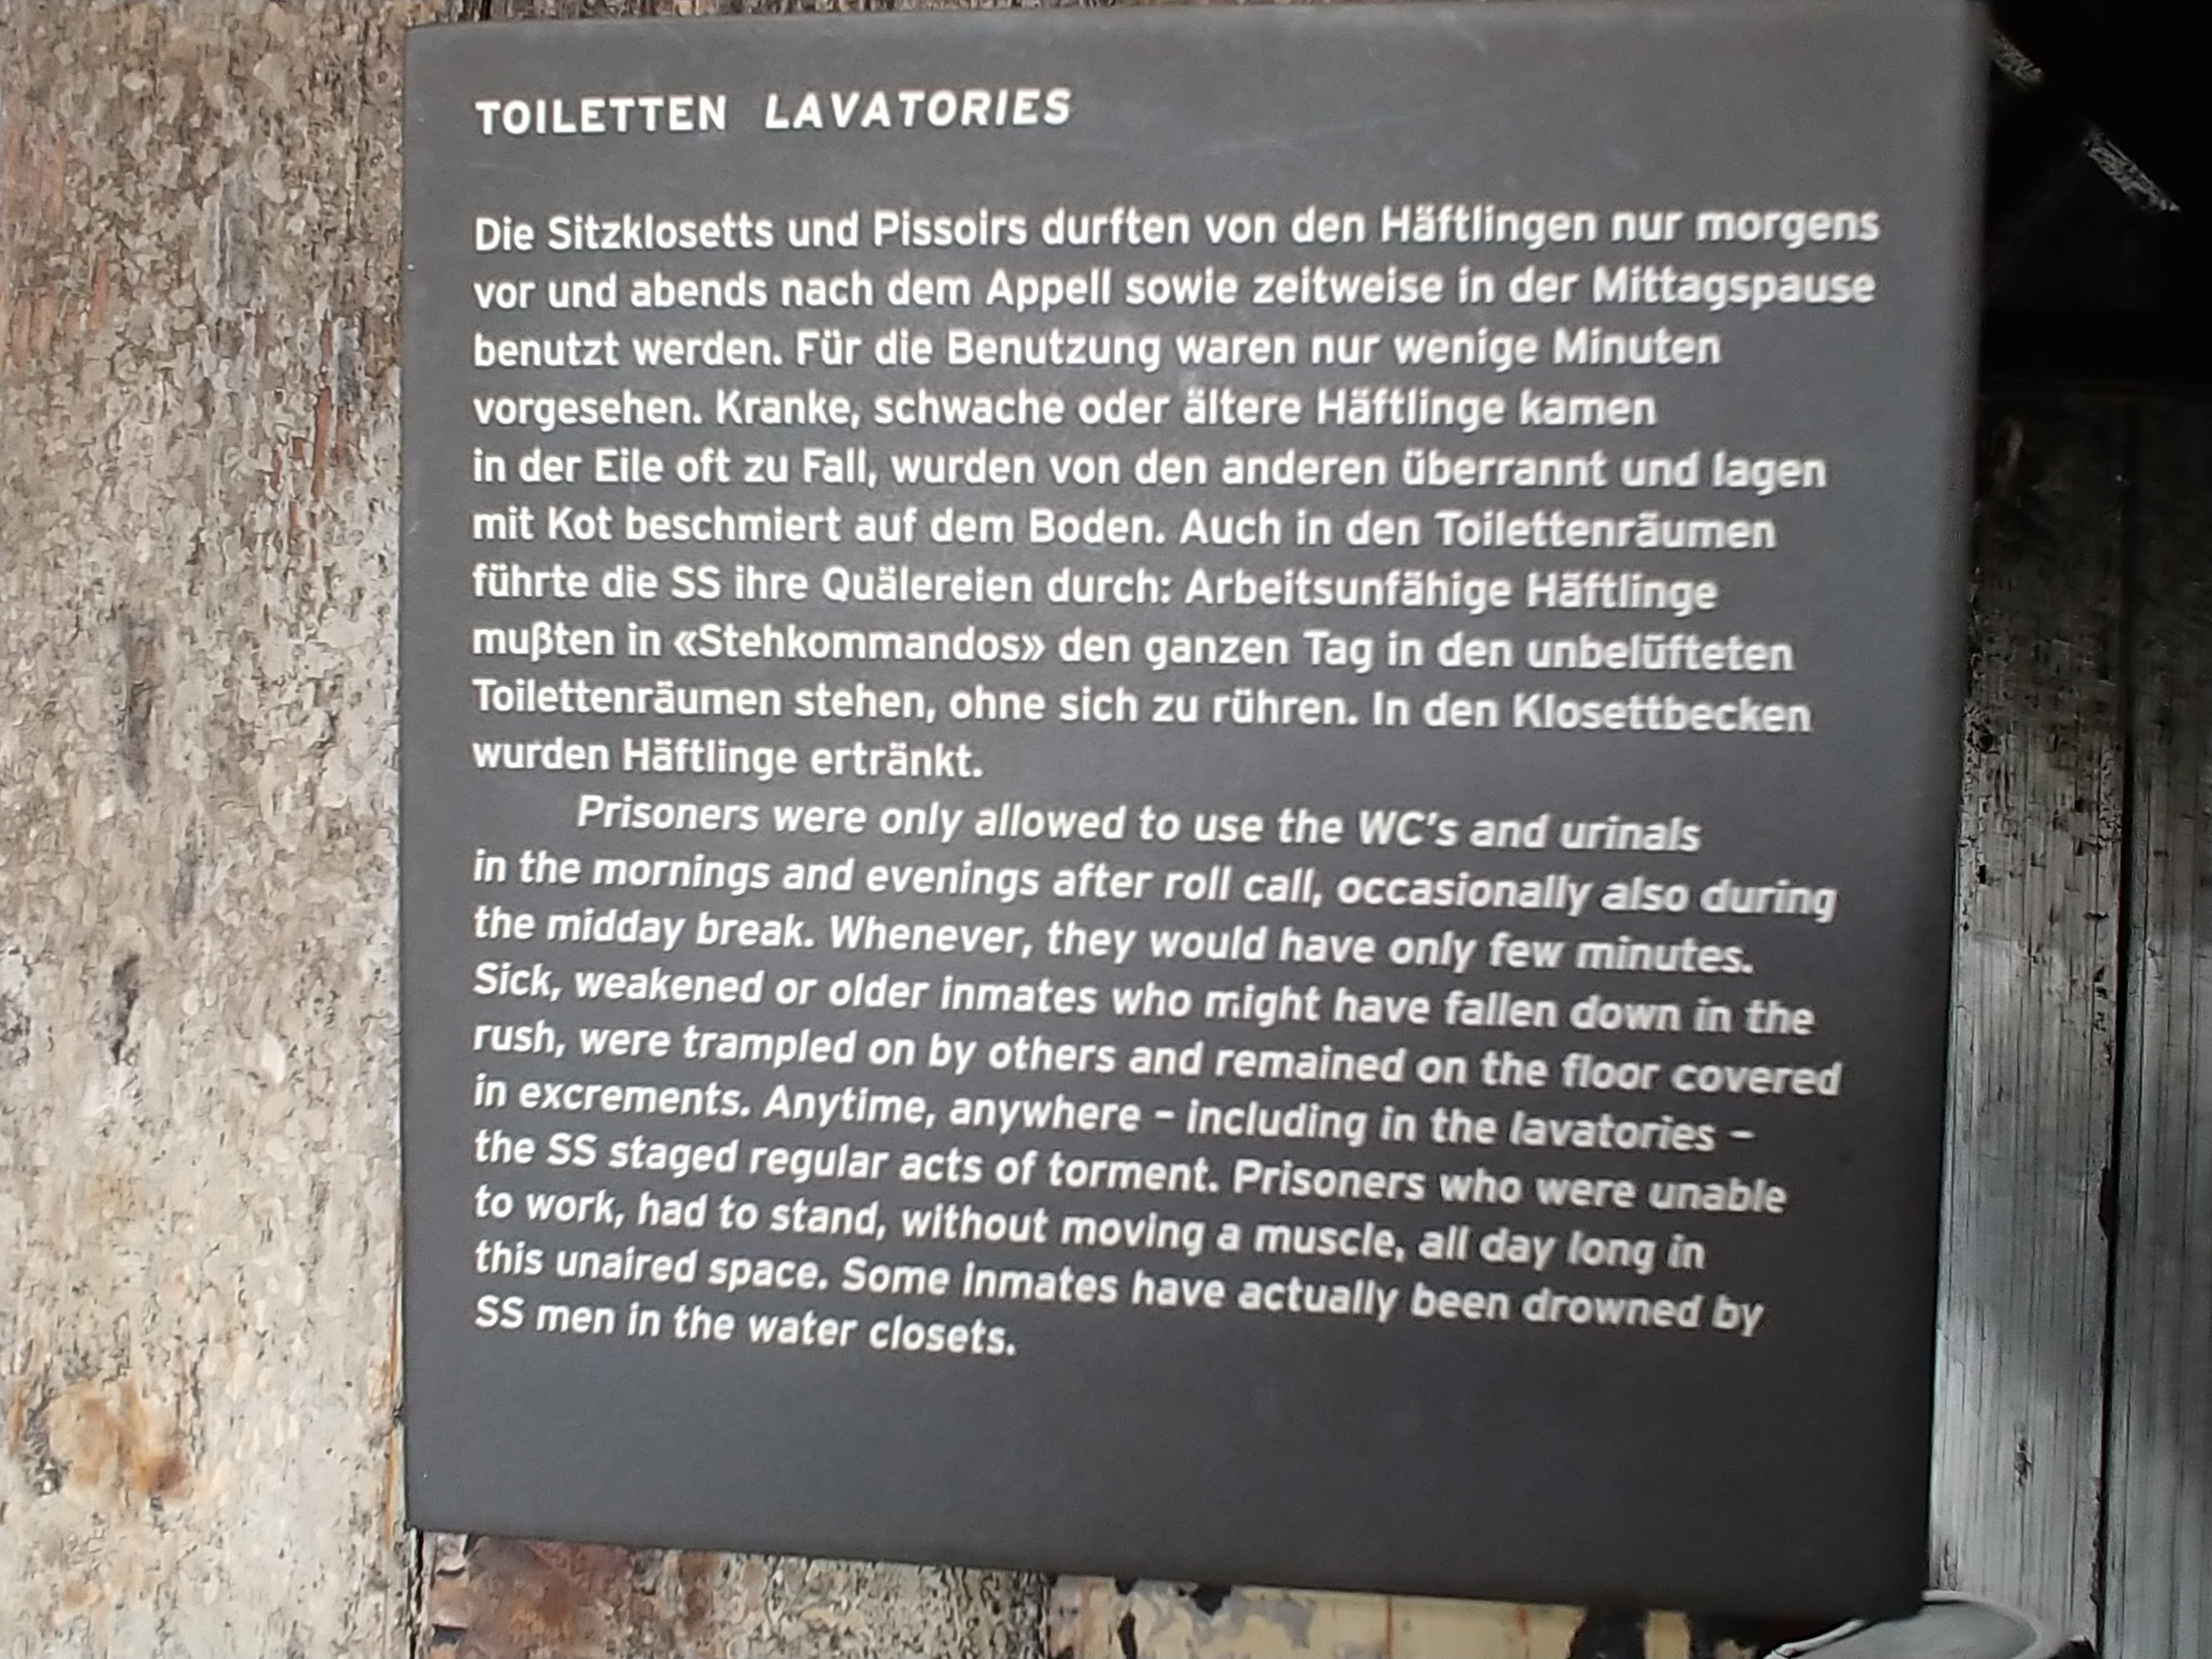 TOILETTEN LAVATORIES
Die Sitzklosetts und Pissoirs durften von den Häftlingen nur morgens
vor und abends nach dem Appell sowie zeitweise in der Mittagspause
benutzt werden. Für die Benutzung waren nur wenige Minuten
vorgesehen. Kranke, schwache oder ältere Häftlinge kamen
in der Eile oft zu Fall, wurden von den anderen überrannt und lagen
mit Kot beschmiert auf dem Boden. Auch in den Toilettenräumen
führte die SS ihre Quälereien durch: Arbeitsunfähige Häftlinge
mußten in «Stehkommandos» den ganzen Tag in den unbelüfteten
Toilettenräumen stehen, ohne sich zu rühren. In den Klosettbecken
wurden Häftlinge ertränkt.
Prisoners were only allowed to use the WC's and urinals
in the mornings and evenings after roll call, occasionally also during
the midday break. Whenever, they would have only few minutes.
Sick, weakened or older inmates who might have fallen down in the
rush, were trampled on by others and remained on the floor covered
in excrements. Anytime, anywhere – including in the lavatories –
the SS staged regular acts of torment. Prisoners who were unable
to work, had to stand, without moving a muscle, all day long in
this unaired space. Some inmates have actually been drowned by
SS men in the water closets.